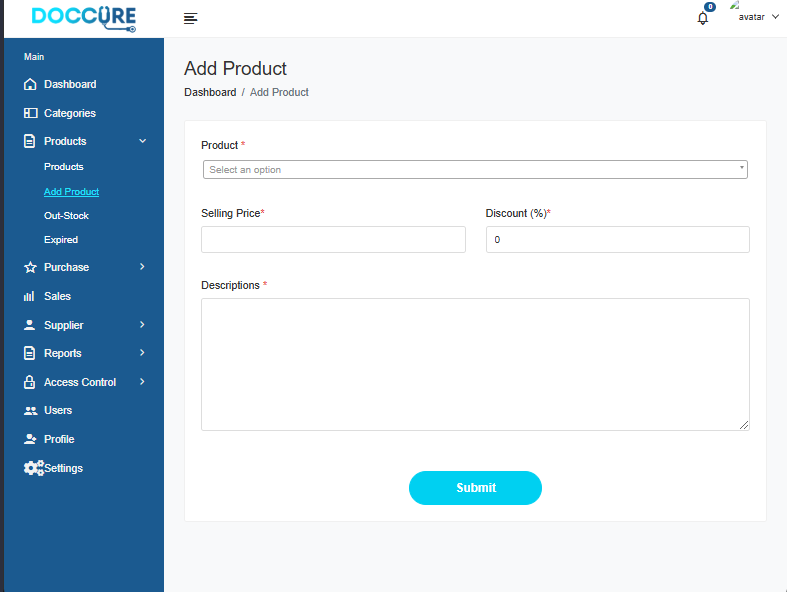 DOCCURE
0
avatar
Main
Dashboard
Categories
Products
Products
Add Product
Out-Stock
Expired
Purchase
Sales
Supplier
Reports
Access Control
Users
Profile
Settings
Add Product
Dashboard / Add Product
Product *
Select an option
Selling Price*
Discount (%)*
0
Descriptions *
Submit